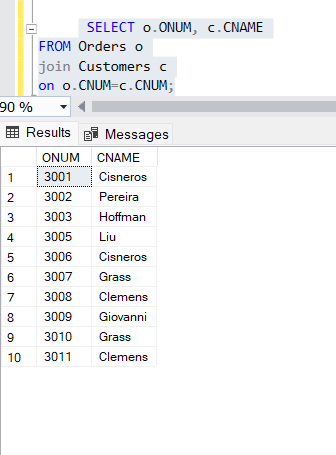 SELECT o.ONUM, c.CNAME
FROM Orders o
join Customers c
on o.CNUM=c.CNUM;
90 %
Results Messages
ONUM CNAME
1 3001 Cisneros
2 3002 Pereira
3 3003 Hoffman
4 3005 Liu
5 3006 Cisneros
6 3007 Grass
7 3008 Clemens
8 3009 Giovanni
9 3010 Grass
10 3011 Clemens